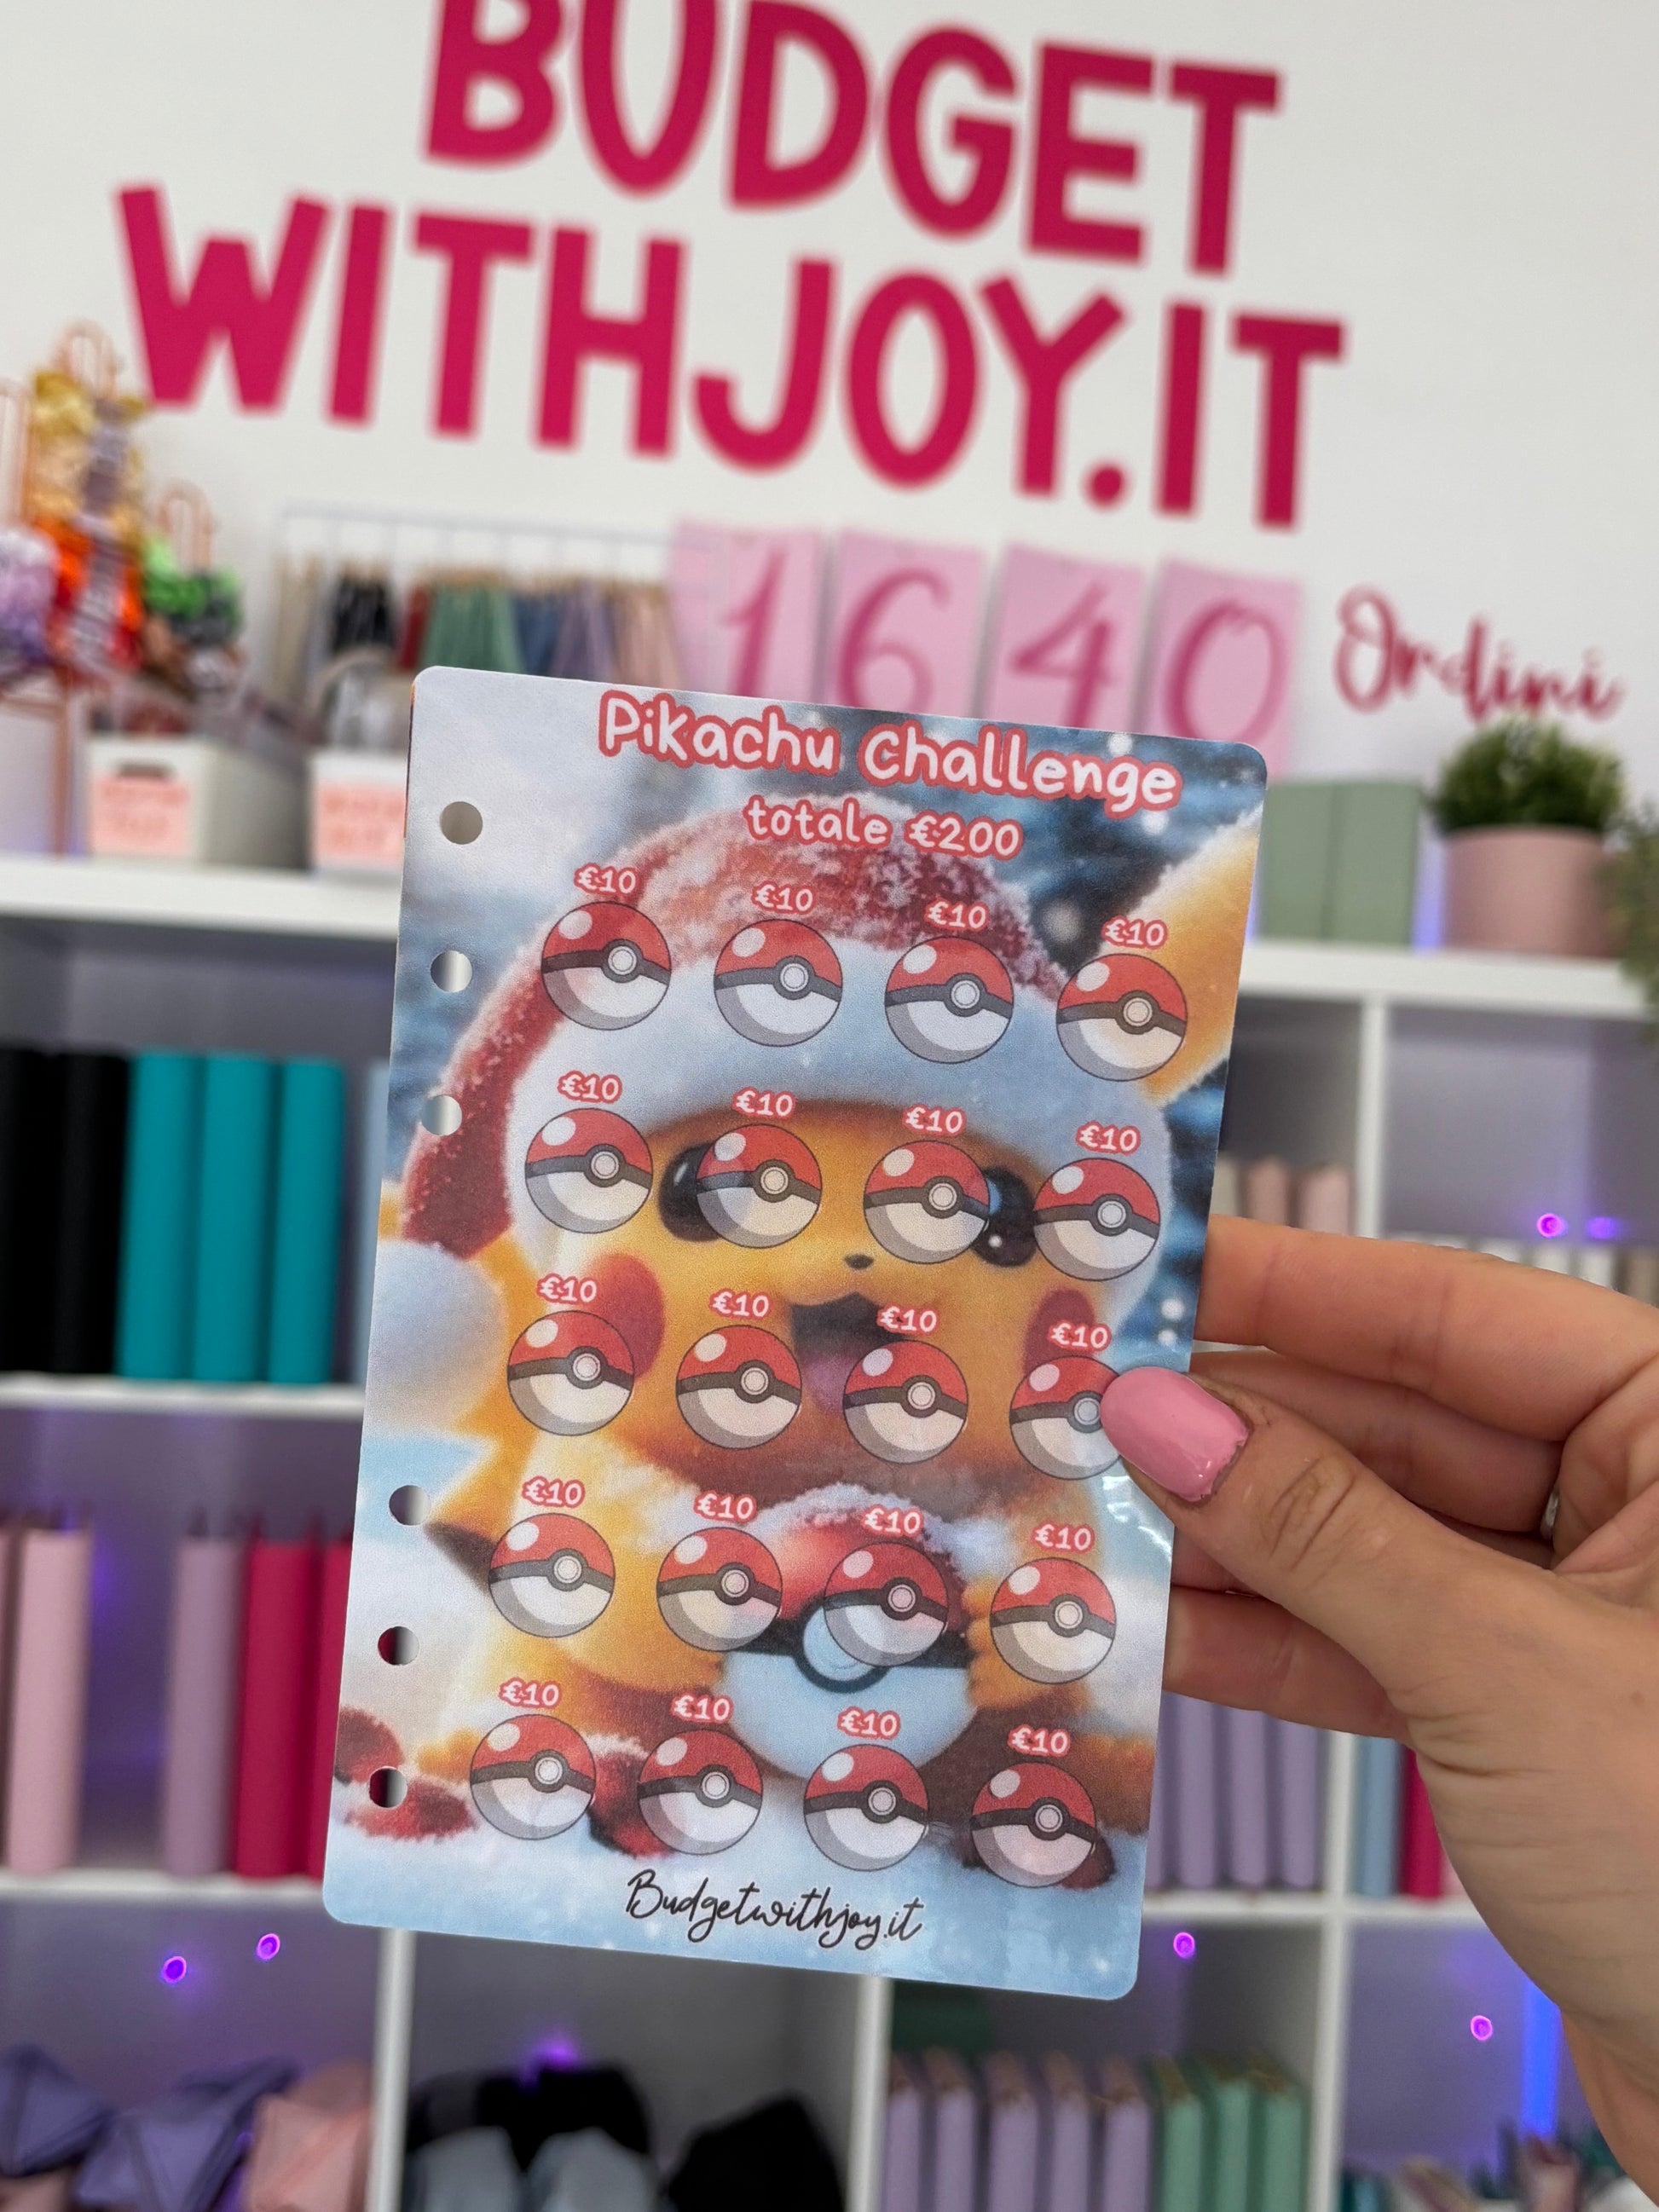 BUDGET
WITHJOY.IT
1640 Ordini
Pikachu Challenge
totale €200
€10 €10 €10 €10
€10 €10 €10 €10
€10 €10 €10 €10
€10 €10 €10 €10
€10 €10 €10 €10
Budgetwithjoy.it